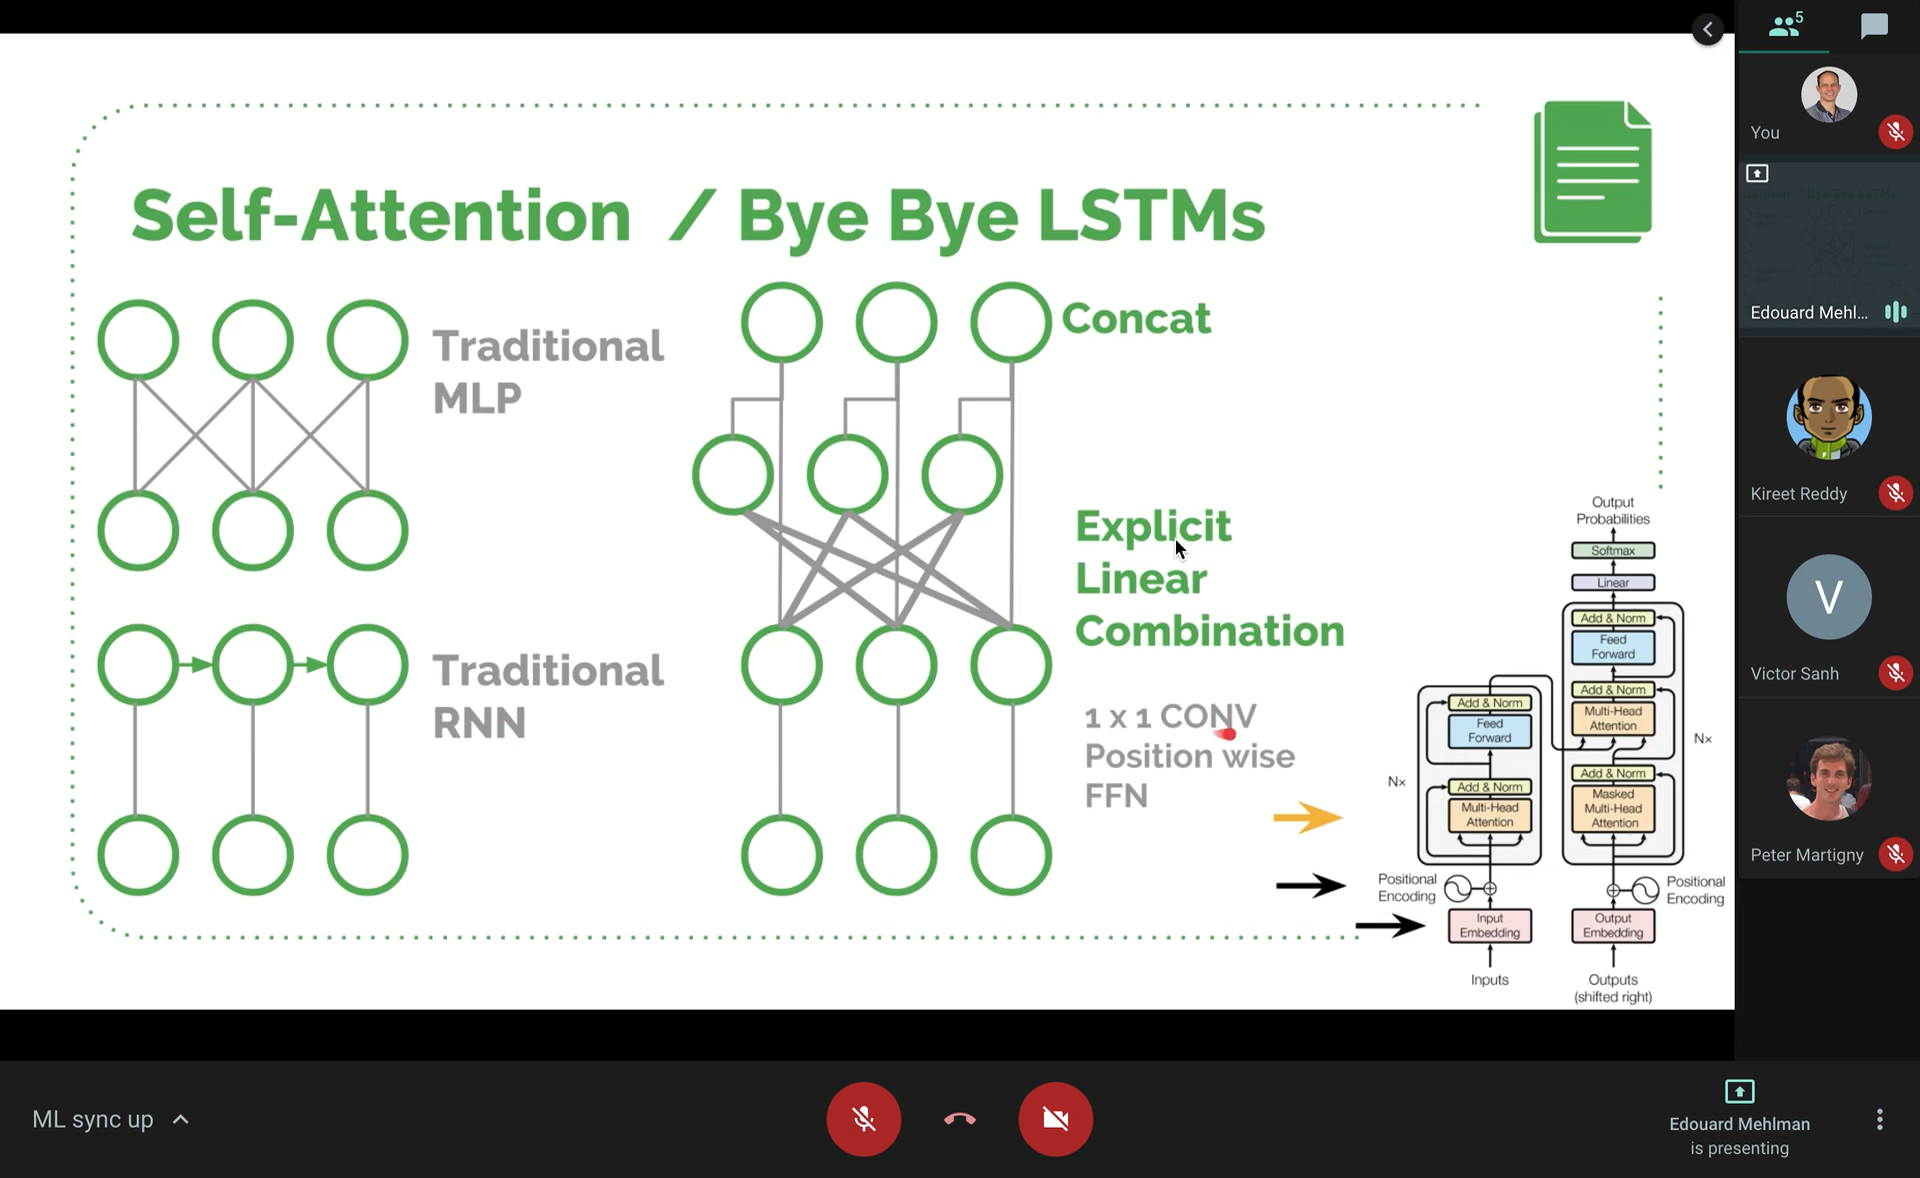 Self-Attention / Bye Bye LSTMs
Traditional
MLP
Traditional
RNN
Concat
Explicit
Linear
Combination
1 x 1 CONV
Position wise
FFN
Output
Probabilities
Softmax
Linear
Add & Norm
Feed
Forward
Add & Norm
Multi-Head
Attention
Add & Norm
Masked
Multi-Head
Attention
Nx
Add & Norm
Feed
Forward
Add & Norm
Multi-Head
Attention
Nx
Positional
Encoding
Positional
Encoding
Input
Embedding
Output
Embedding
Inputs
Outputs
(shifted right)
5
You
Edouard Mehl...
Kireet Reddy
V
Victor Sanh
Peter Martigny
ML sync up
Edouard Mehlman
is presenting